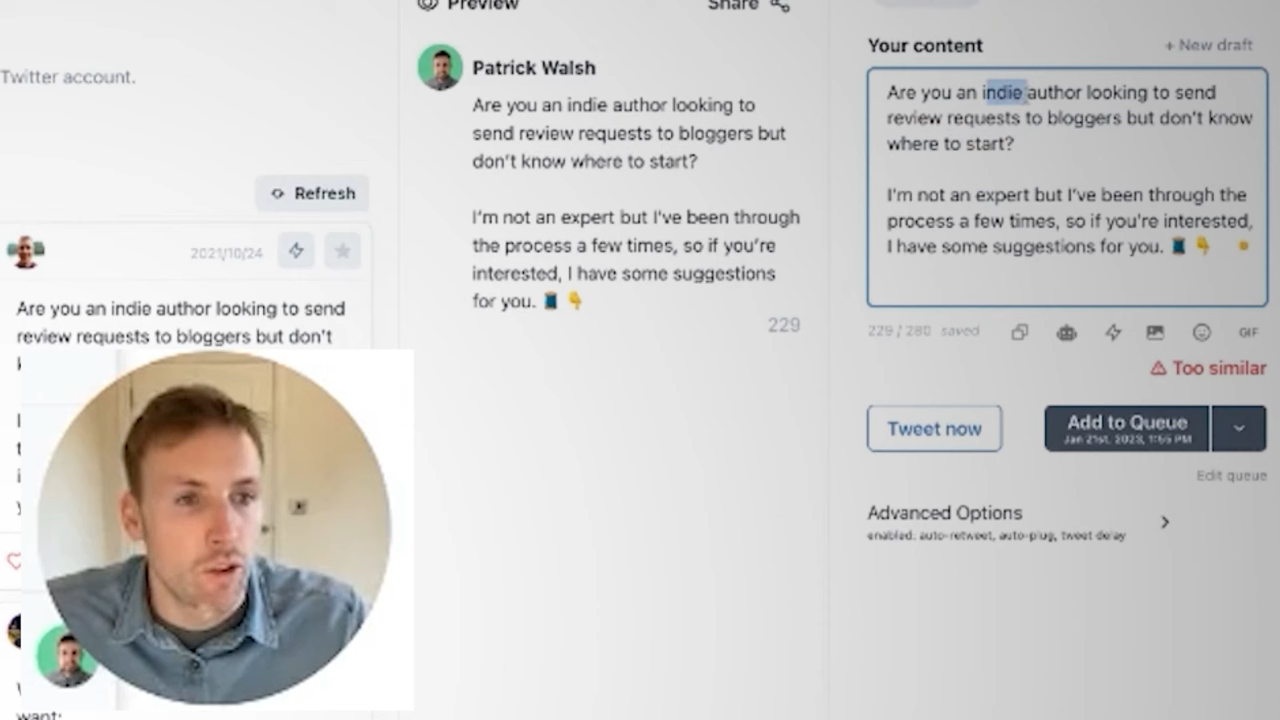 Twitter account.
Refresh
2021/10/24
Are you an indie author looking to send
review requests to bloggers but don't
want:
Preview
Share
Patrick Walsh
Are you an indie author looking to
send review requests to bloggers but
don't know where to start?
I'm not an expert but I've been through
the process a few times, so if you're
interested, I have some suggestions
for you. 🧵 👇
229
Your content
+ New draft
Are you an indie author looking to send
review requests to bloggers but don't know
where to start?
I'm not an expert but I've been through the
process a few times, so if you're interested,
I have some suggestions for you. 🧵 👇
229 / 280 saved
GIF
Too similar
Tweet now
Add to Queue
Jan 21st, 2023, 1:55 PM
Edit queue
Advanced Options
enabled: auto-retweet, auto-plug, tweet delay